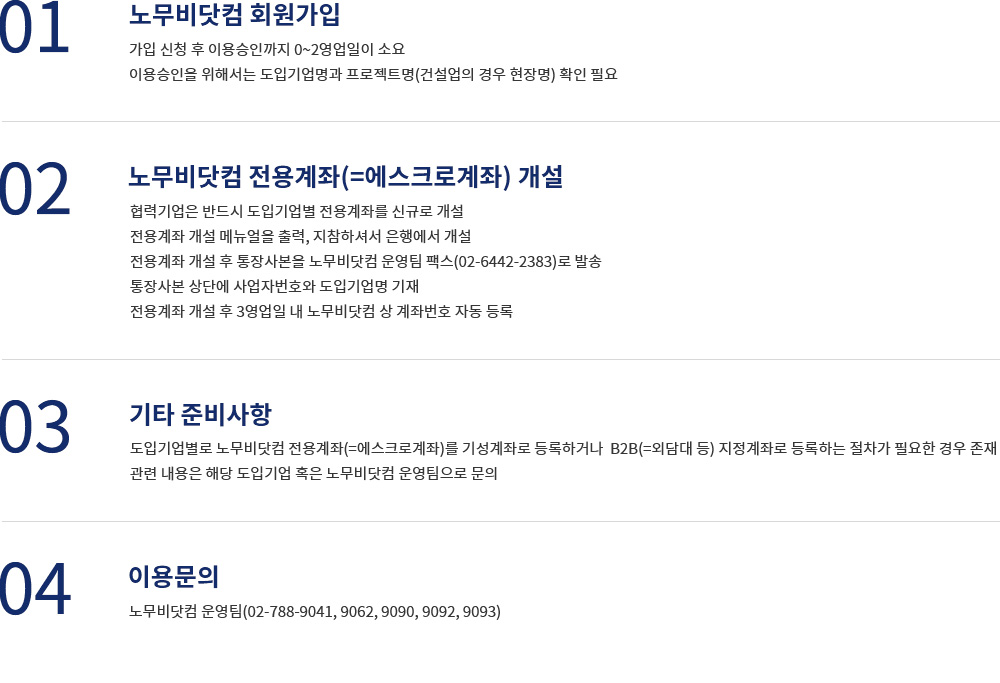 01
노무비닷컴 회원가입
가입 신청 후 이용승인까지 0~2영업일이 소요
이용승인을 위해서는 도입기업명과 프로젝트명(건설업의 경우 현장명) 확인 필요
02
노무비닷컴 전용계좌(=에스크로계좌) 개설
협력기업은 반드시 도입기업별 전용계좌를 신규로 개설
전용계좌 개설 메뉴얼을 출력, 지참하셔서 은행에서 개설
전용계좌 개설 후 통장사본을 노무비닷컴 운영팀 팩스(02-6442-2383)로 발송
통장사본 상단에 사업자번호와 도입기업명 기재
전용계좌 개설 후 3영업일 내 노무비닷컴 상 계좌번호 자동 등록
03
기타 준비사항
도입기업별로 노무비닷컴 전용계좌(=에스크로계좌)를 기성계좌로 등록하거나 B2B(=외담대 등) 지정계좌로 등록하는 절차가 필요한 경우 존재
관련 내용은 해당 도입기업 혹은 노무비닷컴 운영팀으로 문의
04
이용문의
노무비닷컴 운영팀(02-788-9041, 9062, 9090, 9092, 9093)